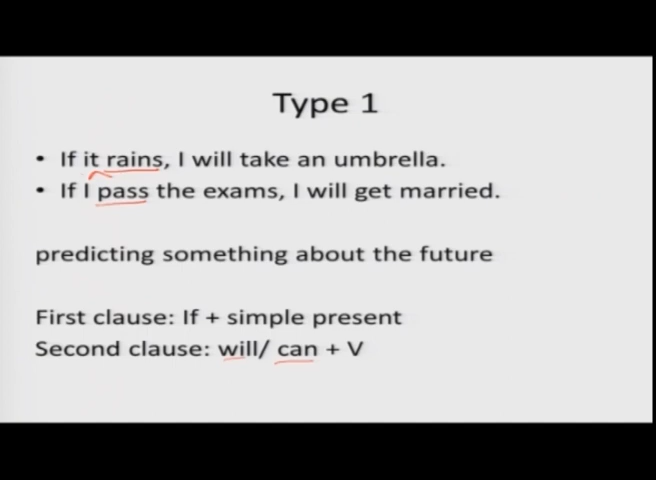 Type 1
• If it rains, I will take an umbrella.
• If I pass the exams, I will get married.
predicting something about the future
First clause: If + simple present
Second clause: will/ can + V